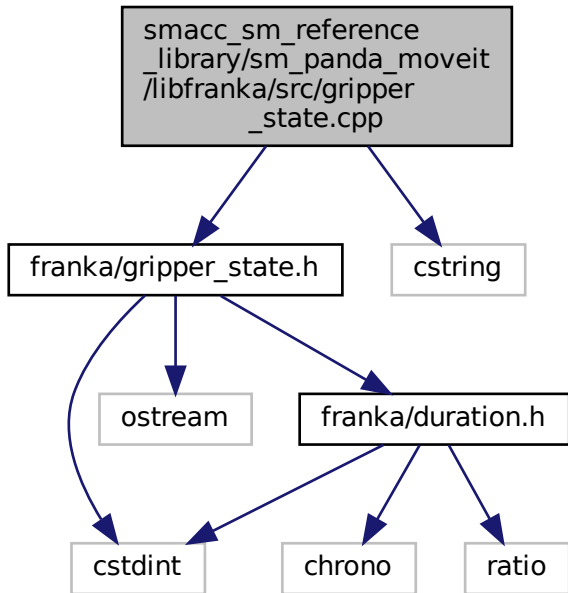 smacc_sm_reference
_library/sm_panda_moveit
/libfranka/src/gripper
_state.cpp
franka/gripper_state.h
cstring
ostream
franka/duration.h
cstdint
chrono
ratio